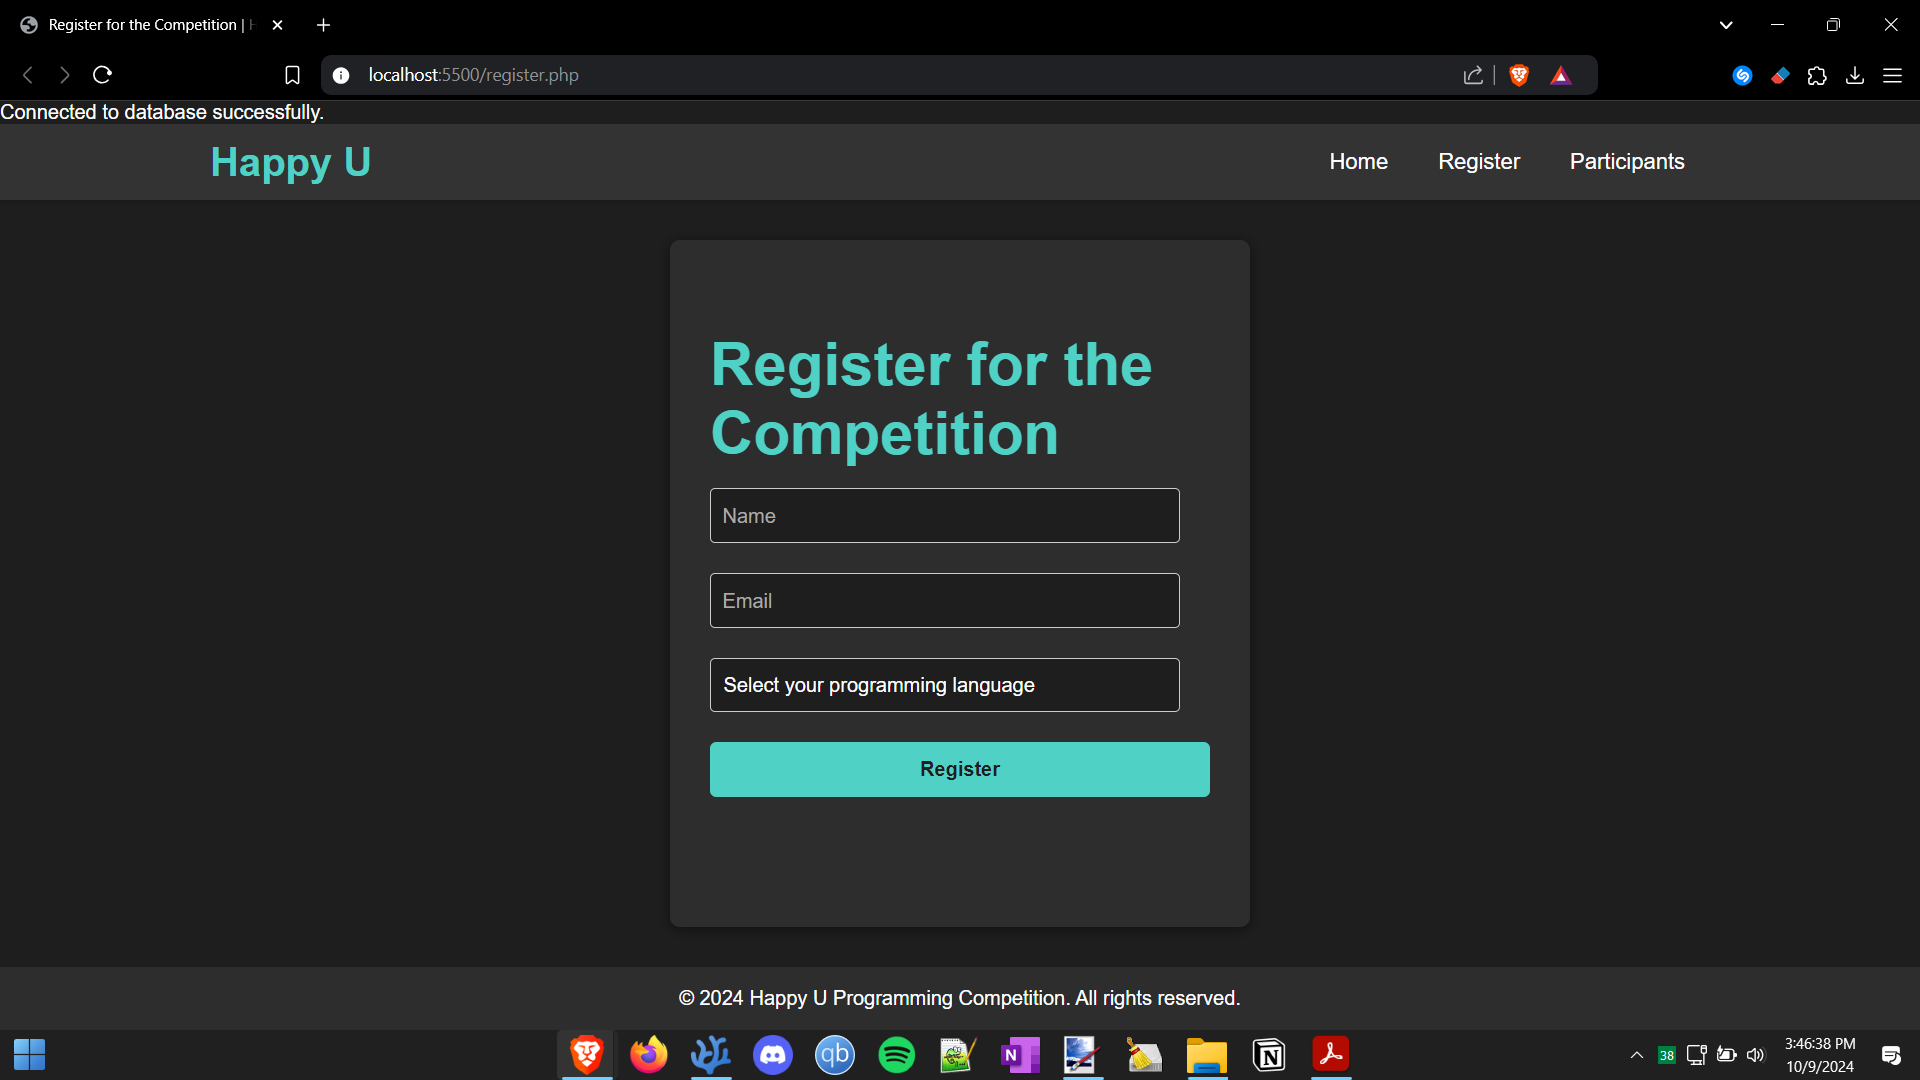 Register for the Competition |
localhost:5500/register.php
Connected to database successfully.
Happy U
Home
Register
Participants
Register for the
Competition
Name
Email
Select your programming language
Register
© 2024 Happy U Programming Competition. All rights reserved.
qb
N
N
38
3:46:38 PM
10/9/2024